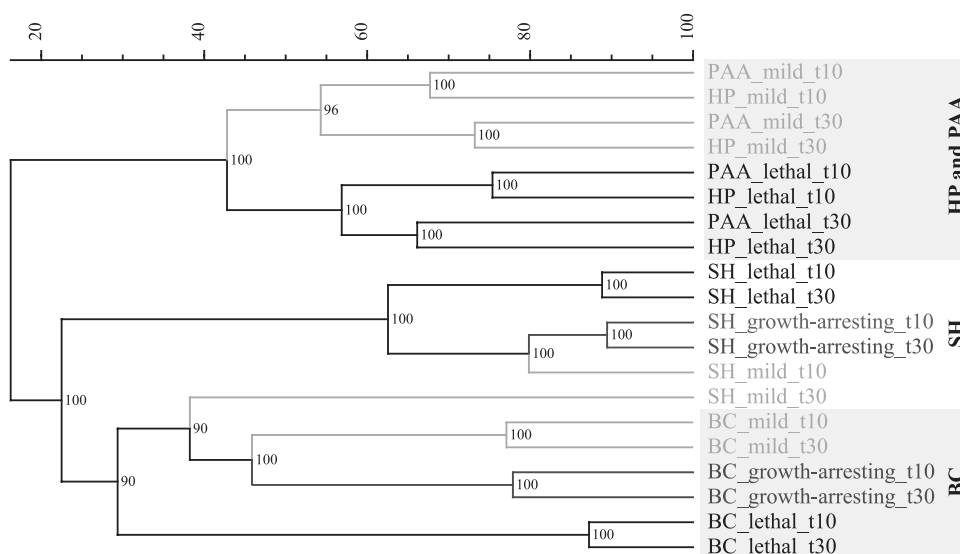 20 40 60 80 100
PAA_mild_t10
100
HP_mild_t10
96
PAA_mild_t30
100
HP_mild_t30
100
PAA_lethal_t10
100
HP_lethal_t10
100
PAA_lethal_t30
100
HP_lethal_t30
HP and PAA
SH_lethal_t10
100
SH_lethal_t30
100
SH_growth-arresting_t10
100
SH_growth-arresting_t30
100
SH_mild_t10
SH
SH_mild_t30
100
90
BC_mild_t10
100
BC_mild_t30
100
BC_growth-arresting_t10
90
100
BC_growth-arresting_t30
BC_lethal_t10
100
BC_lethal_t30
BC